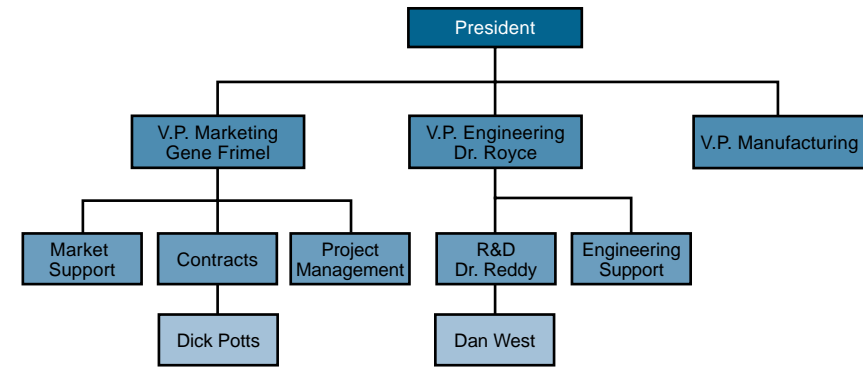 President
V.P. Marketing
Gene Frimel
V.P. Engineering
Dr. Royce
V.P. Manufacturing
Market
Support
Contracts
Project
Management
R&D
Dr. Reddy
Engineering
Support
Dick Potts
Dan West